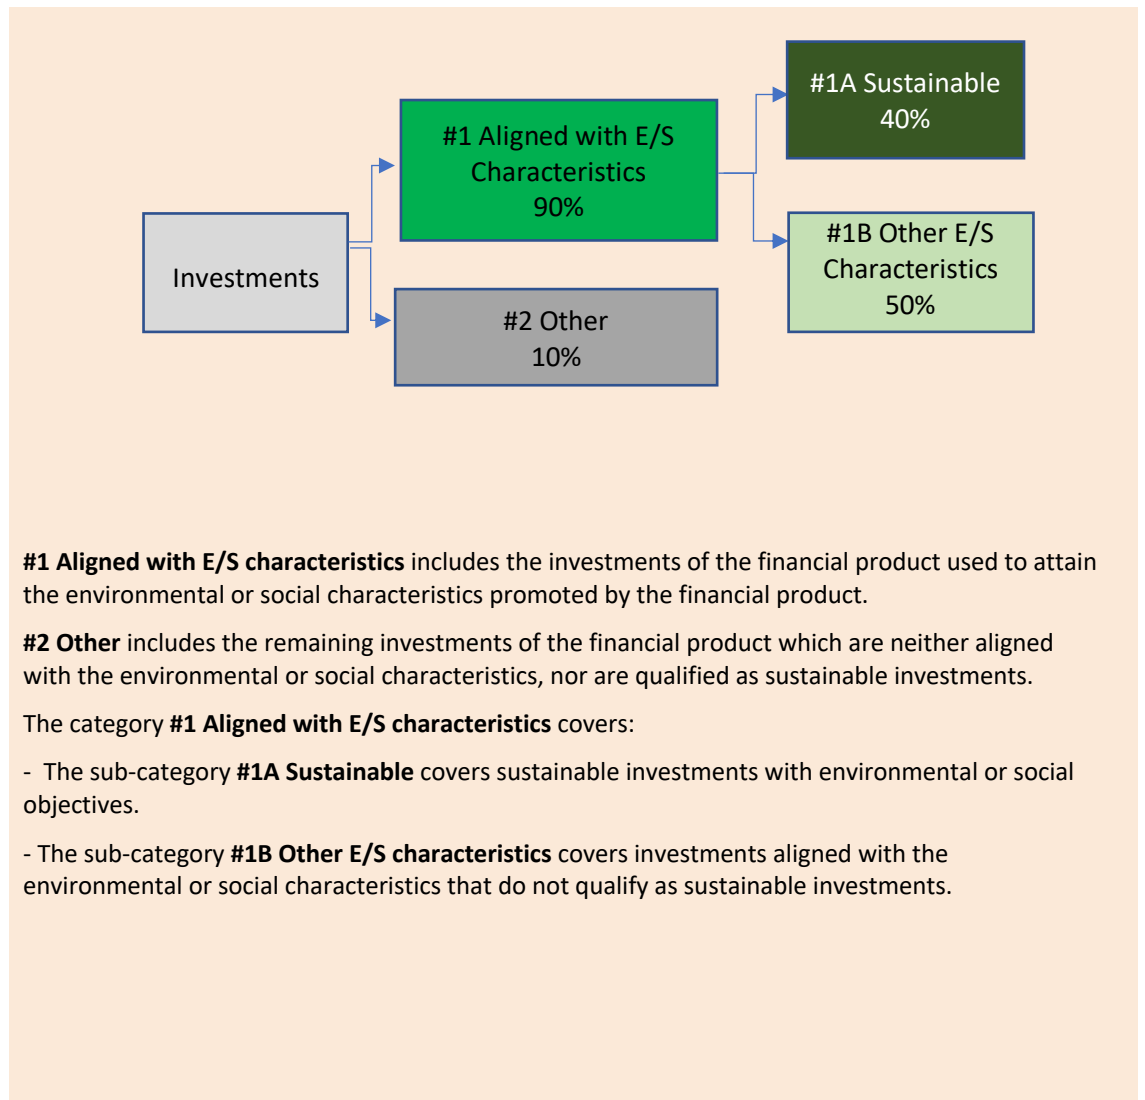 #1A Sustainable
40%
#1 Aligned with E/S
Characteristics
90%
#1B Other E/S
Characteristics
50%
Investments
#2 Other
10%
#1 Aligned with E/S characteristics includes the investments of the financial product used to attain
the environmental or social characteristics promoted by the financial product.
#2 Other includes the remaining investments of the financial product which are neither aligned
with the environmental or social characteristics, nor are qualified as sustainable investments.
The category #1 Aligned with E/S characteristics covers:
- The sub-category #1A Sustainable covers sustainable investments with environmental or social
objectives.
- The sub-category #1B Other E/S characteristics covers investments aligned with the
environmental or social characteristics that do not qualify as sustainable investments.